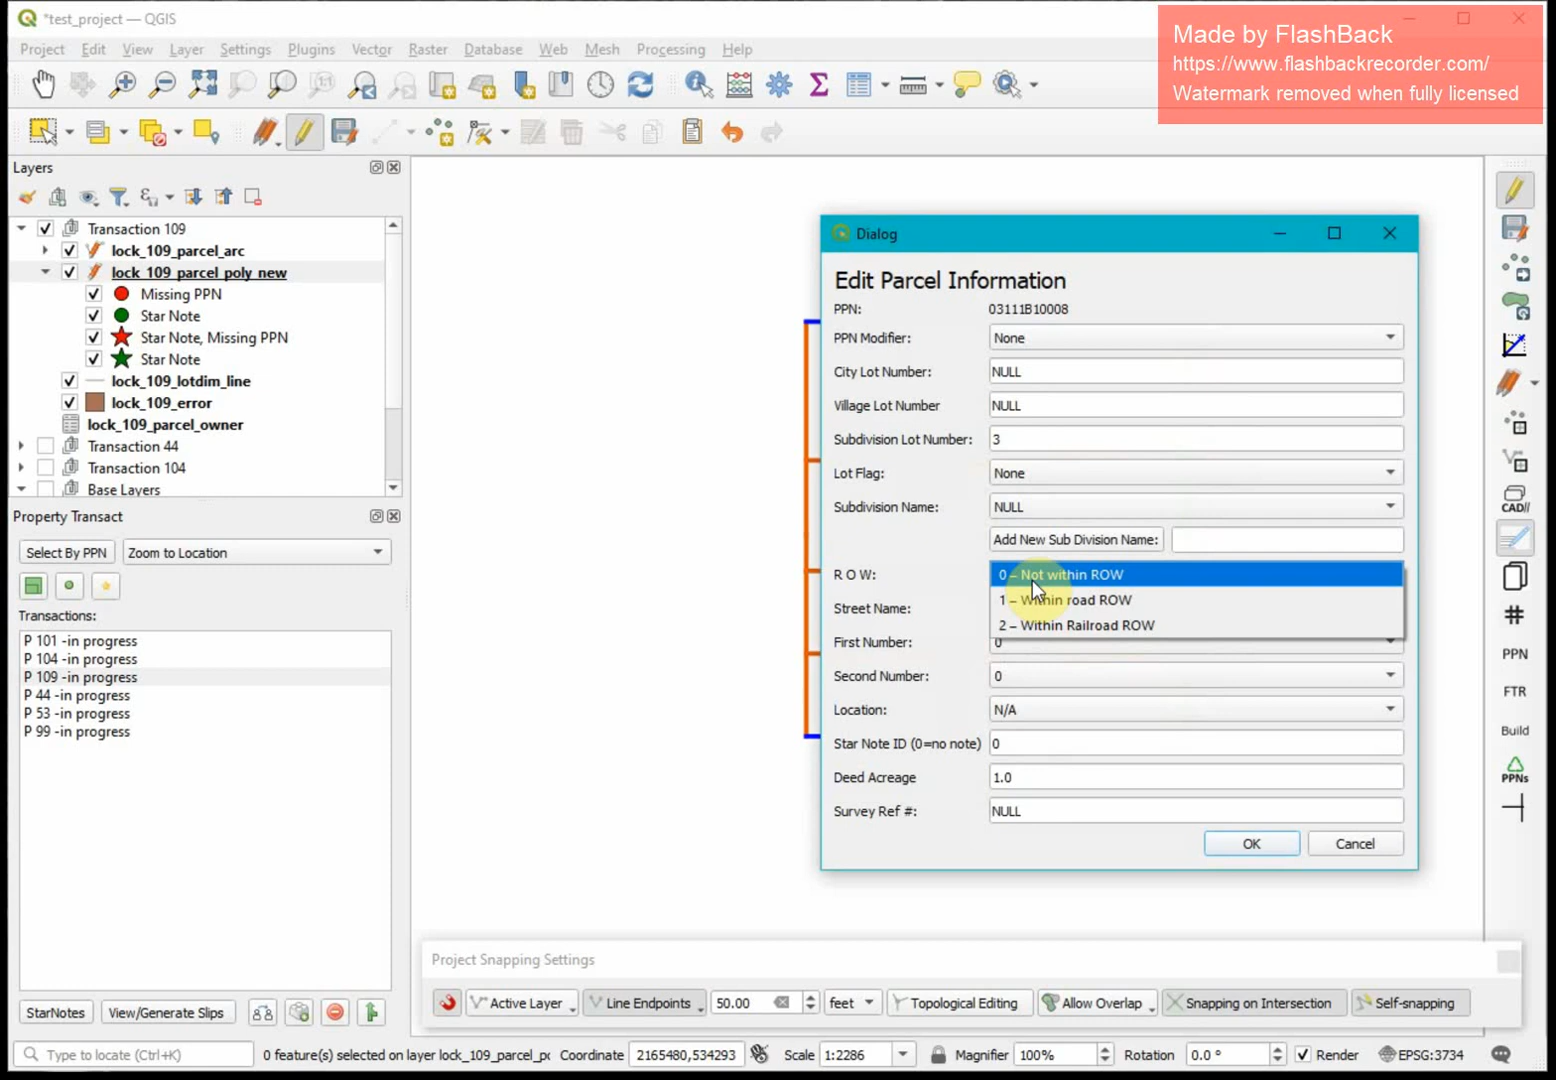 *test_project — QGIS
Made by FlashBack
https://www.flashbackrecorder.com/
Watermark removed when fully licensed
Project Edit View Layer Settings Plugins Vector Raster Database Web Mesh Processing Help
Layers
Transaction 109
lock_109_parcel_arc
lock_109_parcel_poly_new
Missing PPN
Star Note
Star Note, Missing PPN
Star Note
lock_109_lotdim_line
lock_109_error
lock_109_parcel_owner
Transaction 44
Transaction 104
Base Layers
Property Transact
Select By PPN Zoom to Location
Transactions:
P 101 -in progress
P 104 -in progress
P 109 -in progress
P 44 -in progress
P 53 -in progress
P 99 -in progress
StarNotes View/Generate Slips
Dialog
Edit Parcel Information
PPN: 03111B10008
PPN Modifier: None
City Lot Number: NULL
Village Lot Number NULL
Subdivision Lot Number: 3
Lot Flag: None
Subdivision Name: NULL
Add New Sub Division Name:
R O W: 0 – Not within ROW
1 – Within road ROW
Street Name:
2 – Within Railroad ROW
First Number: 0
Second Number: 0
Location: N/A
Star Note ID (0=no note) 0
Deed Acreage 1.0
Survey Ref #: NULL
OK Cancel
CAD//
PPN
FTR
Build
PPNs
Project Snapping Settings
Active Layer Line Endpoints 50.00 feet Topological Editing Allow Overlap Snapping on Intersection Self-snapping
Type to locate (Ctrl+K) 0 feature(s) selected on layer lock_109_parcel_pc Coordinate 2165480,534293 Scale 1:2286 Magnifier 100% Rotation 0.0 ° Render EPSG:3734